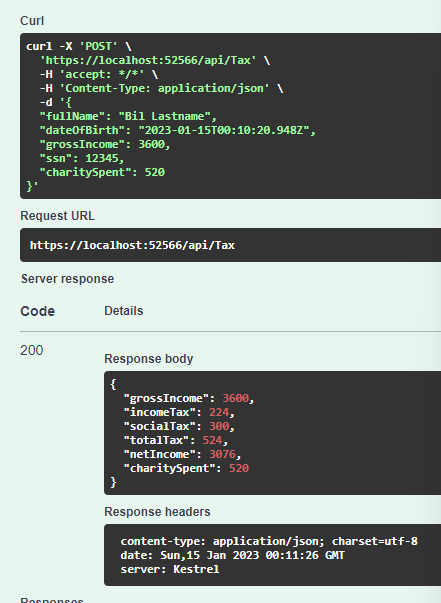 Curl
curl -X 'POST' \
'https://localhost:52566/api/Tax' \
-H 'accept: */*' \
-H 'Content-Type: application/json' \
-d '{
"fullName": "Bil Lastname",
"dateOfBirth": "2023-01-15T00:10:20.948Z",
"grossIncome": 3600,
"ssn": 12345,
"charitySpent": 520
}'
Request URL
https://localhost:52566/api/Tax
Server response
Code Details
200
Response body
{
"grossIncome": 3600,
"incomeTax": 224,
"socialTax": 300,
"totalTax": 524,
"netIncome": 3076,
"charitySpent": 520
}
Response headers
content-type: application/json; charset=utf-8
date: Sun,15 Jan 2023 00:11:26 GMT
server: Kestrel
Responses